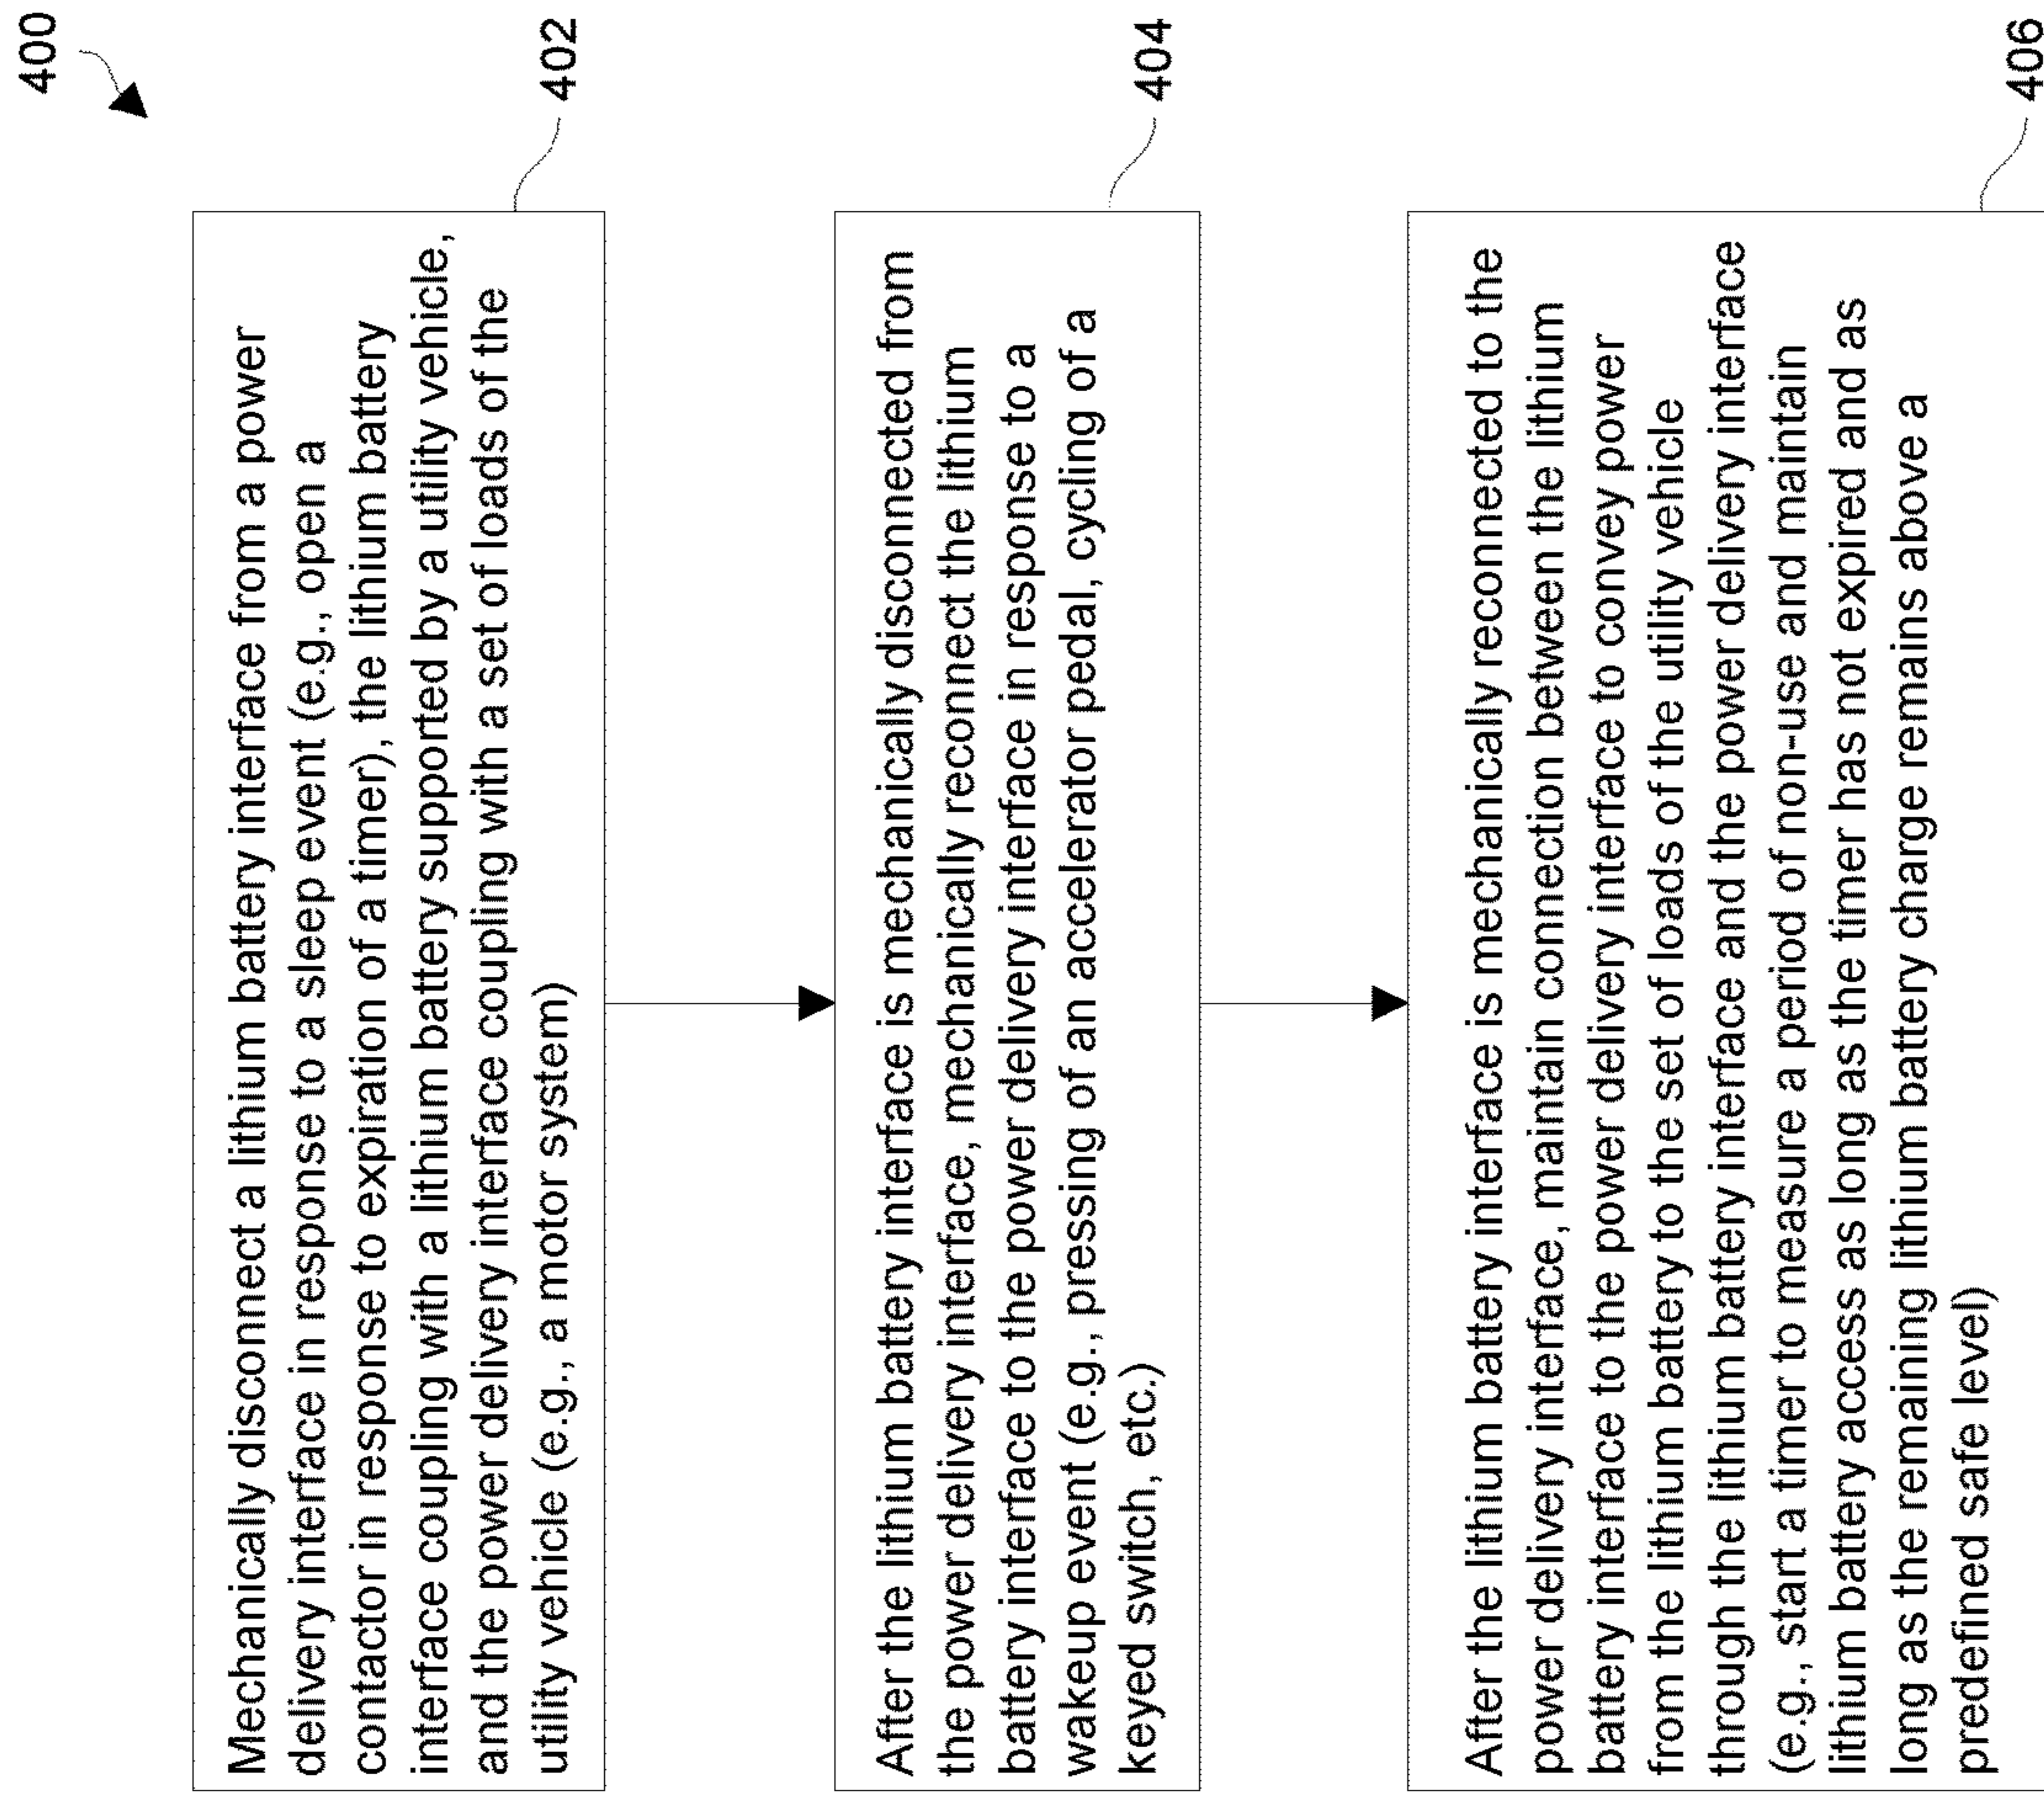 400
Mechanically disconnect a lithium battery interface from a power
delivery interface in response to a sleep event (e.g., open a
contactor in response to expiration of a timer), the lithium battery
interface coupling with a lithium battery supported by a utility vehicle,
and the power delivery interface coupling with a set of loads of the
utility vehicle (e.g., a motor system)
402
After the lithium battery interface is mechanically disconnected from
the power delivery interface, mechanically reconnect the lithium
battery interface to the power delivery interface in response to a
wakeup event (e.g., pressing of an accelerator pedal, cycling of a
keyed switch, etc.)
404
After the lithium battery interface is mechanically reconnected to the
power delivery interface, maintain connection between the lithium
battery interface to the power delivery interface to convey power
from the lithium battery to the set of loads of the utility vehicle
through the lithium battery interface and the power delivery interface
(e.g., start a timer to measure a period of non-use and maintain
lithium battery access as long as the timer has not expired and as
long as the remaining lithium battery charge remains above a
predefined safe level)
406